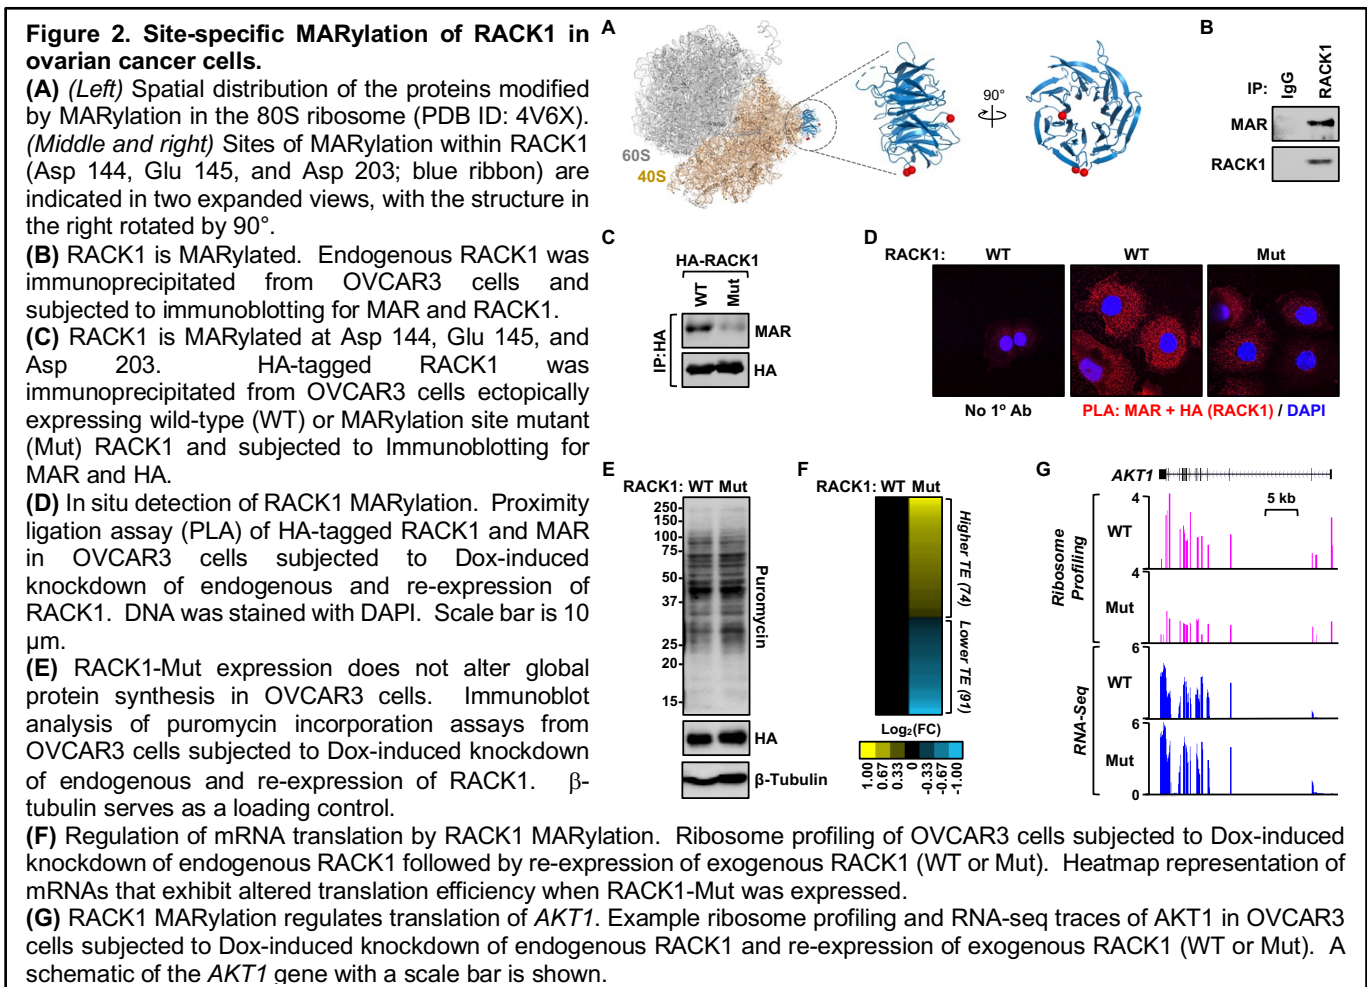 Figure 2. Site-specific MARylation of RACK1 in
ovarian cancer cells.
(A) (Left) Spatial distribution of the proteins modified
by MARylation in the 80S ribosome (PDB ID: 4V6X).
(Middle and right) Sites of MARylation within RACK1
(Asp 144, Glu 145, and Asp 203; blue ribbon) are
indicated in two expanded views, with the structure in
the right rotated by 90°.
(B) RACK1 is MARylated. Endogenous RACK1 was
immunoprecipitated from OVCAR3 cells and
subjected to immunoblotting for MAR and RACK1.
(C) RACK1 is MARylated at Asp 144, Glu 145, and
Asp 203. HA-tagged RACK1 was
immunoprecipitated from OVCAR3 cells ectopically
expressing wild-type (WT) or MARylation site mutant
(Mut) RACK1 and subjected to Immunoblotting for
MAR and HA.
(D) In situ detection of RACK1 MARylation. Proximity
ligation assay (PLA) of HA-tagged RACK1 and MAR
in OVCAR3 cells subjected to Dox-induced
knockdown of endogenous and re-expression of
RACK1. DNA was stained with DAPI. Scale bar is 10
µm.
(E) RACK1-Mut expression does not alter global
protein synthesis in OVCAR3 cells. Immunoblot
analysis of puromycin incorporation assays from
OVCAR3 cells subjected to Dox-induced knockdown
of endogenous and re-expression of RACK1. β-
tubulin serves as a loading control.
(F) Regulation of mRNA translation by RACK1 MARylation. Ribosome profiling of OVCAR3 cells subjected to Dox-induced
knockdown of endogenous RACK1 followed by re-expression of exogenous RACK1 (WT or Mut). Heatmap representation of
mRNAs that exhibit altered translation efficiency when RACK1-Mut was expressed.
(G) RACK1 MARylation regulates translation of AKT1. Example ribosome profiling and RNA-seq traces of AKT1 in OVCAR3
cells subjected to Dox-induced knockdown of endogenous RACK1 and re-expression of exogenous RACK1 (WT or Mut). A
schematic of the AKT1 gene with a scale bar is shown.
A
60S
40S
90°
B
IP: IgG RACK1
MAR
RACK1
C
HA-RACK1
WT Mut
IP:HA
MAR
HA
D
RACK1: WT WT Mut
No 1º Ab PLA: MAR + HA (RACK1) / DAPI
E
RACK1: WT Mut
250-
150-
100-
75-
50-
37-
25-
20-
15-
Puromycin
HA
β-Tubulin
F
RACK1: WT Mut
Higher TE (74)
Lower TE (91)
Log₂(FC)
1.00 0.67 0.33 0 -0.33 -0.67 -1.00
G
AKT1
5 kb
Ribosome Profiling
4
WT
4
Mut
RNA-Seq
6
WT
6
Mut
0